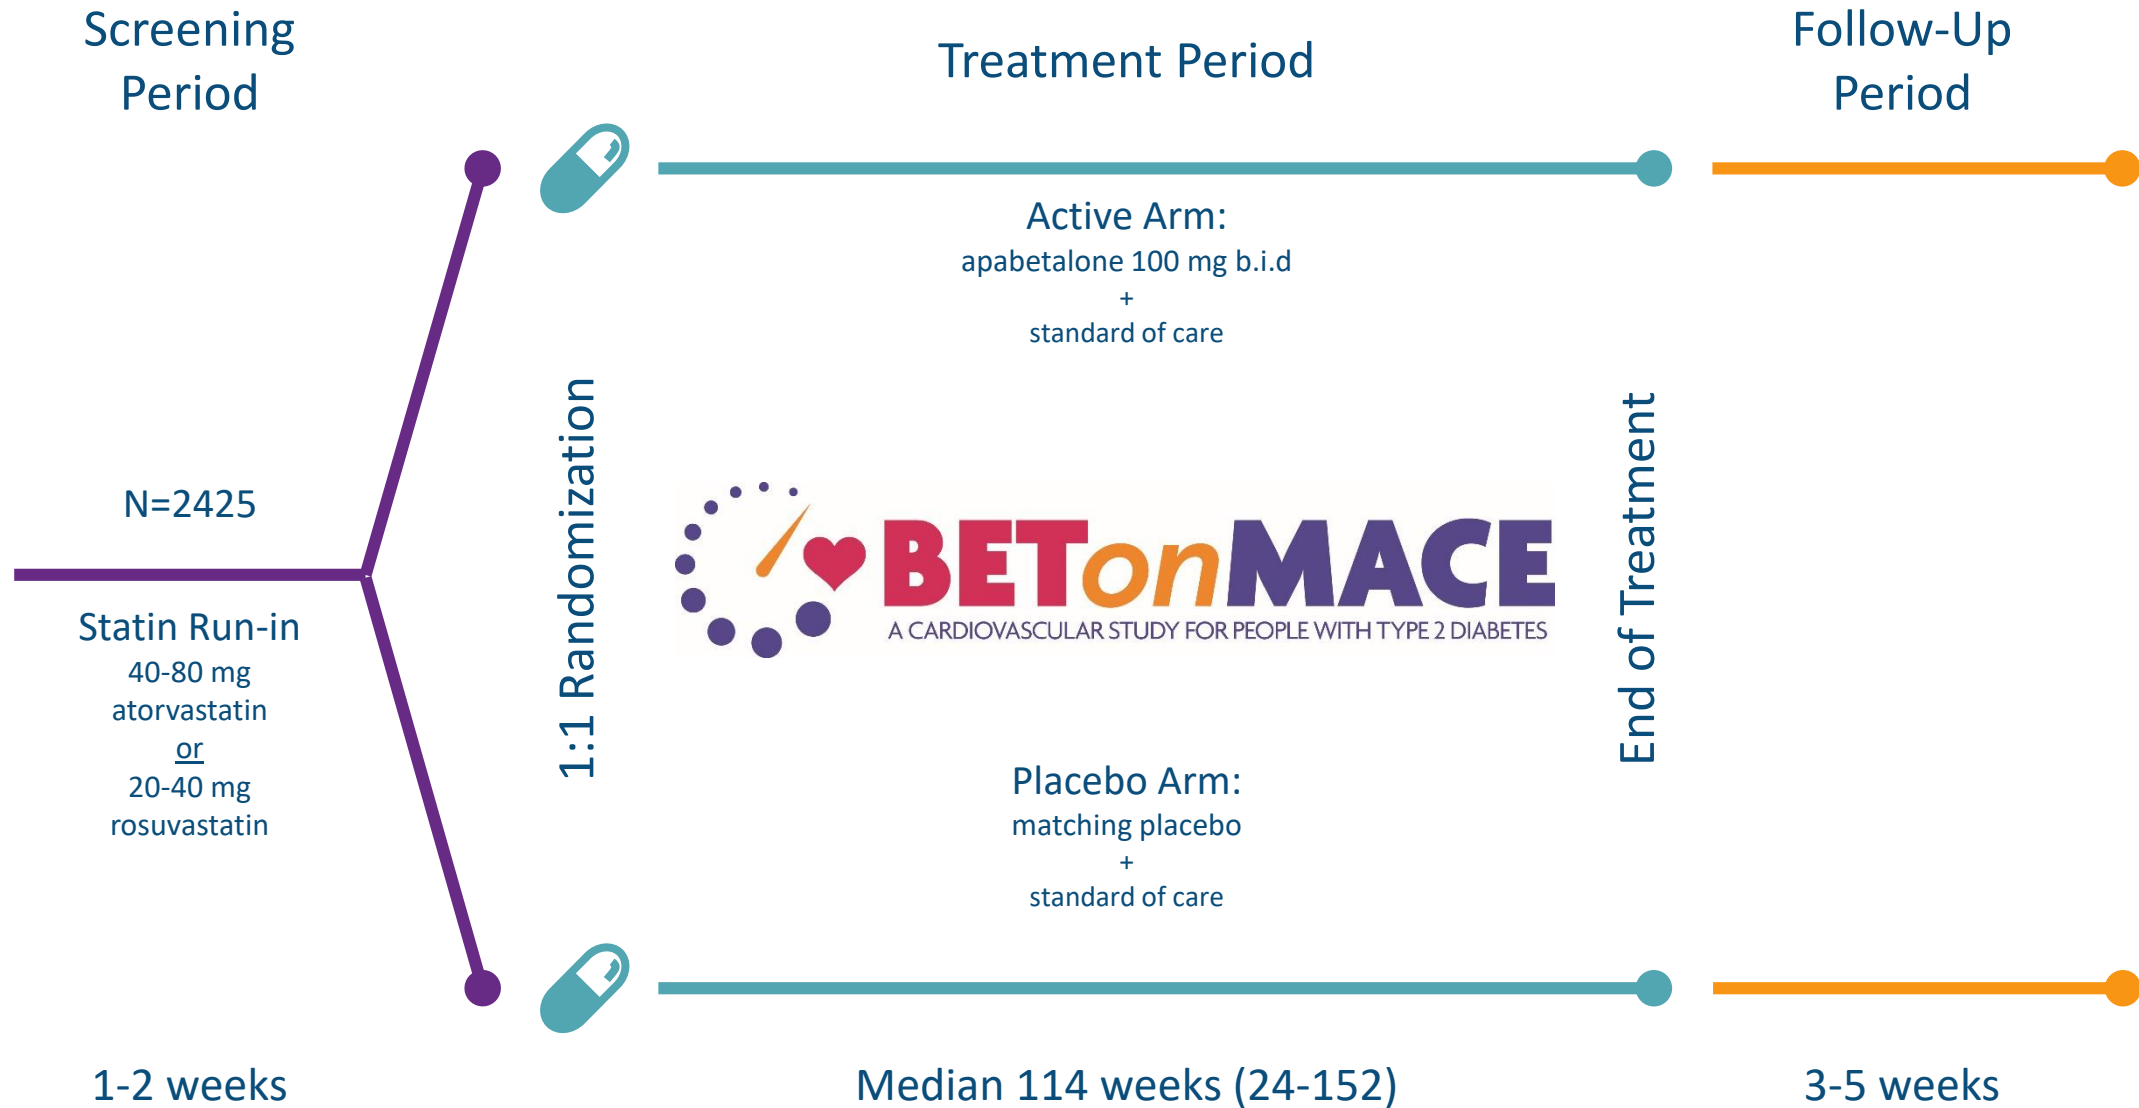 Screening
Period
Treatment Period
Follow-Up
Period
N=2425
Statin Run-in
40-80 mg
atorvastatin
or
20-40 mg
rosuvastatin
1:1 Randomization
Active Arm:
apabetalone 100 mg b.i.d
+
standard of care
BETonMACE
A CARDIOVASCULAR STUDY FOR PEOPLE WITH TYPE 2 DIABETES
Placebo Arm:
matching placebo
+
standard of care
End of Treatment
1-2 weeks
Median 114 weeks (24-152)
3-5 weeks